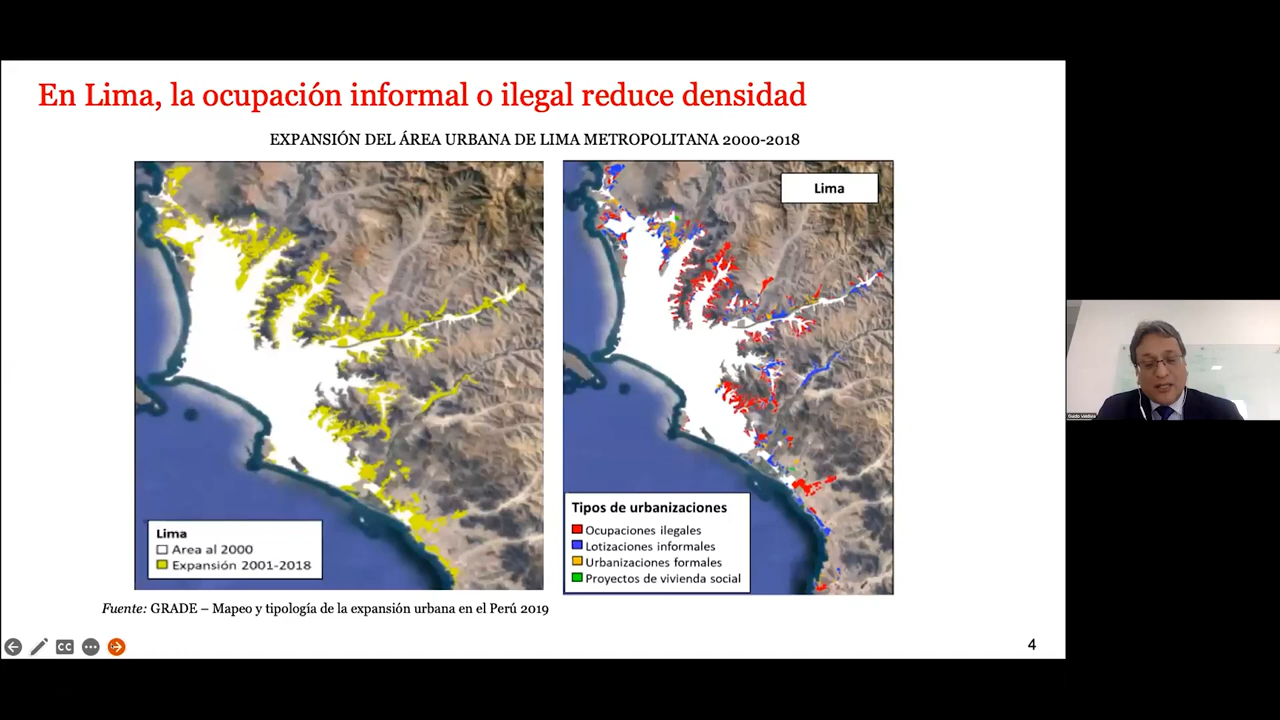 En Lima, la ocupación informal o ilegal reduce densidad
EXPANSIÓN DEL ÁREA URBANA DE LIMA METROPOLITANA 2000-2018
Lima
Area al 2000
Expansión 2001-2018
Lima
Tipos de urbanizaciones
Ocupaciones ilegales
Lotizaciones informales
Urbanizaciones formales
Proyectos de vivienda social
Fuente: GRADE – Mapeo y tipología de la expansión urbana en el Perú 2019
CC
4